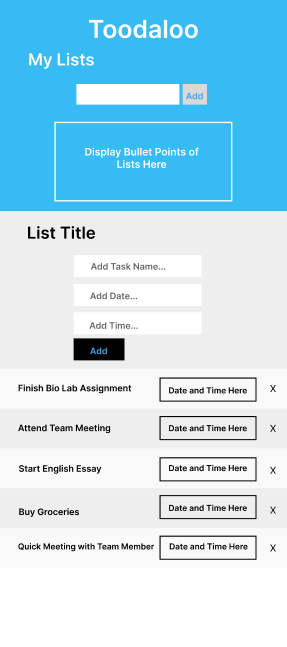 Toodaloo
My Lists
Add
Display Bullet Points of
Lists Here
List Title
Add Task Name...
Add Date...
Add Time...
Add
Finish Bio Lab Assignment Date and Time Here X
Attend Team Meeting Date and Time Here X
Start English Essay Date and Time Here X
Buy Groceries Date and Time Here X
Quick Meeting with Team Member Date and Time Here X